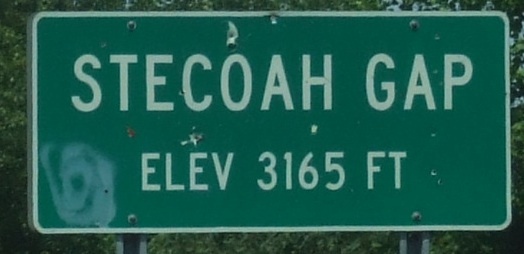 STECOAH GAP
ELEV 3165 FT